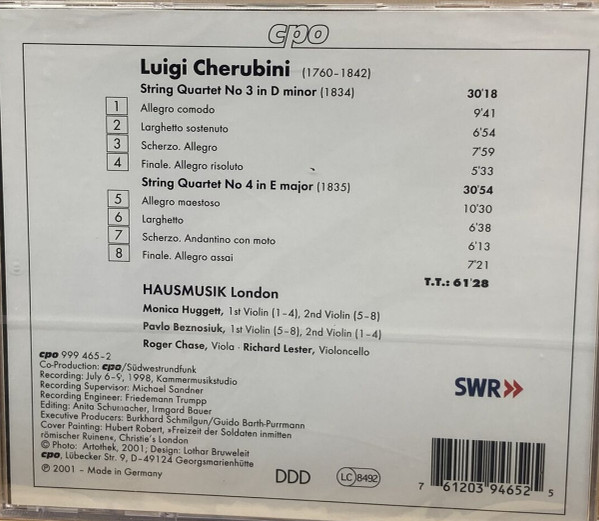 cpo
Luigi Cherubini (1760-1842)
String Quartet No 3 in D minor (1834) 30'18
1 Allegro comodo 9'41
2 Larghetto sostenuto 6'54
3 Scherzo. Allegro 7'59
4 Finale. Allegro risoluto 5'33
String Quartet No 4 in E major (1835) 30'54
5 Allegro maestoso 10'30
6 Larghetto 6'38
7 Scherzo. Andantino con moto 6'13
8 Finale. Allegro assai 7'21
T.T.: 61'28
HAUSMUSIK London
Monica Huggett, 1st Violin (1-4), 2nd Violin (5-8)
Pavlo Beznosiuk, 1st Violin (5-8), 2nd Violin (1-4)
Roger Chase, Viola · Richard Lester, Violoncello
cpo 999 465-2
Co-Production: cpo/Südwestrundfunk
Recording: July 6-9, 1998, Kammermusikstudio
Recording Supervisor: Michael Sandner
Recording Engineer: Friedemann Trumpp
Editing: Anita Schumacher, Irmgard Bauer
Executive Producers: Burkhard Schmilgun/Guido Barth-Purrmann
Cover Painting: Hubert Robert, »Freizeit der Soldaten inmitten
römischer Ruinen«, Christie's London
© Photo: Artothek, 2001; Design: Lothar Bruweleit
cpo, Lübecker Str. 9, D-49124 Georgsmarienhütte
℗ 2001 – Made in Germany
DDD
LC 8492
SWR»
7 61203 94652 5